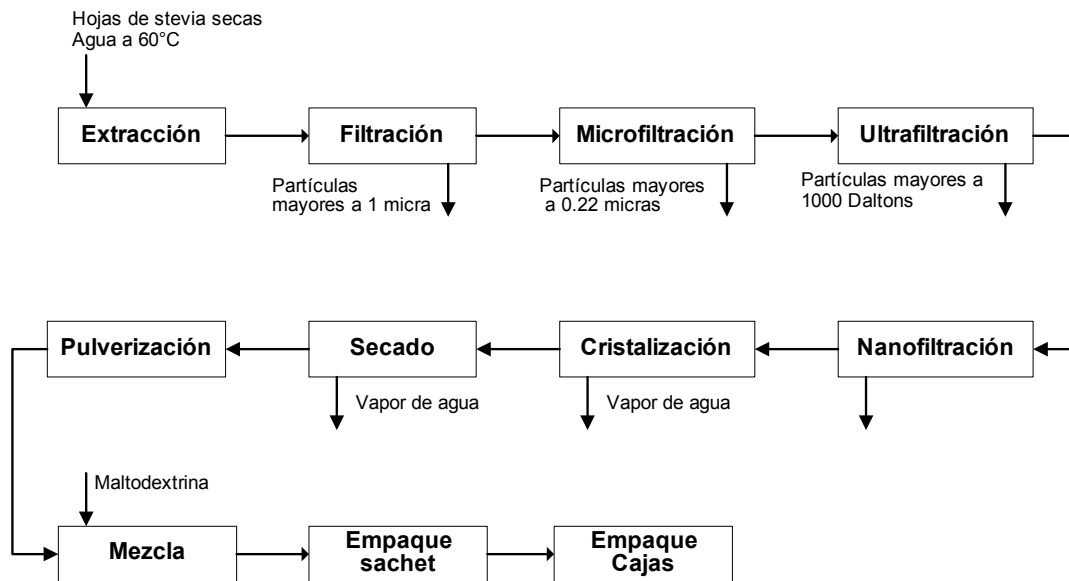 Hojas de stevia secas
Agua a 60°C
Extracción
Filtración
Microfiltración
Ultrafiltración
Partículas
mayores a 1 micra
Partículas mayores
a 0.22 micras
Partículas mayores a
1000 Daltons
Pulverización
Secado
Cristalización
Nanofiltración
Vapor de agua
Vapor de agua
Maltodextrina
Mezcla
Empaque
sachet
Empaque
Cajas